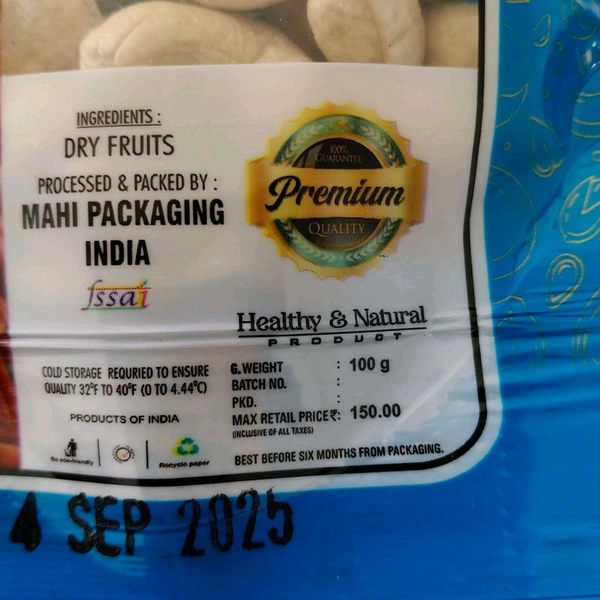 INGREDIENTS :
DRY FRUITS
PROCESSED & PACKED BY :
MAHI PACKAGING
INDIA
fssai
100%
GUARANTEE
Premium
QUALITY
Healthy & Natural
PRODUCT
COLD STORAGE REQURIED TO ENSURE
QUALITY 32°F TO 40°F (0 TO 4.44°C)
PRODUCTS OF INDIA
Be ecofriendly
Recycle paper
G.WEIGHT : 100 g
BATCH NO. :
PKD. :
MAX RETAIL PRICE₹: 150.00
(INCLUSIVE OF ALL TAXES)
BEST BEFORE SIX MONTHS FROM PACKAGING.
4 SEP 2025